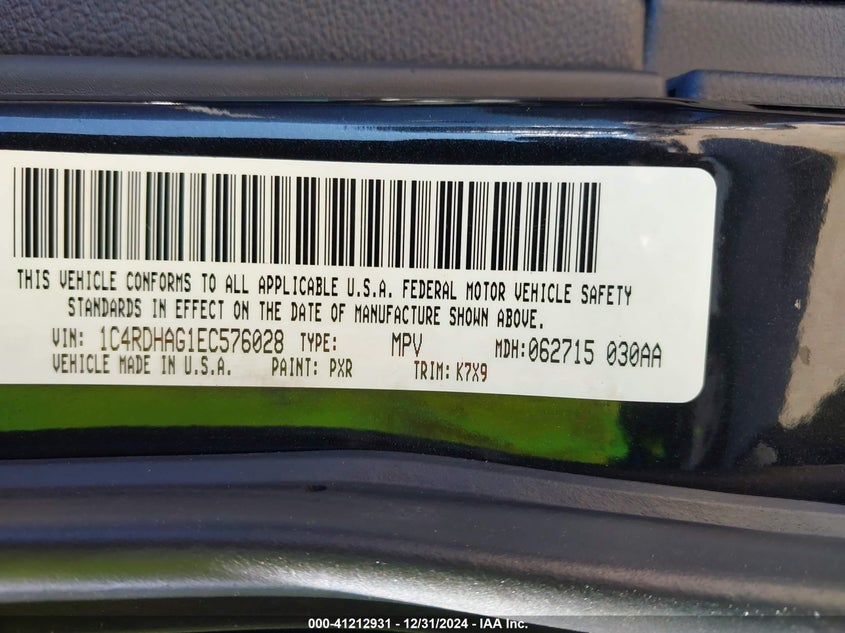 THIS VEHICLE CONFORMS TO ALL APPLICABLE U.S.A. FEDERAL MOTOR VEHICLE SAFETY
STANDARDS IN EFFECT ON THE DATE OF MANUFACTURE SHOWN ABOVE.
VIN: 1C4RDHAG1EC576028 TYPE: MPV MDH:062715 030AA
VEHICLE MADE IN U.S.A. PAINT: PXR TRIM: K7X9
000-41212931 - 12/31/2024 - IAA Inc.